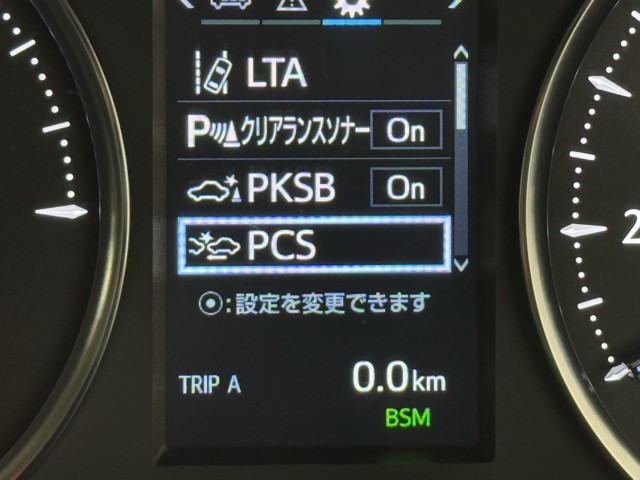 LTA
クリアランスソナー On
PKSB On
PCS
⦿:設定を変更できます
TRIP A 0.0km
BSM
2